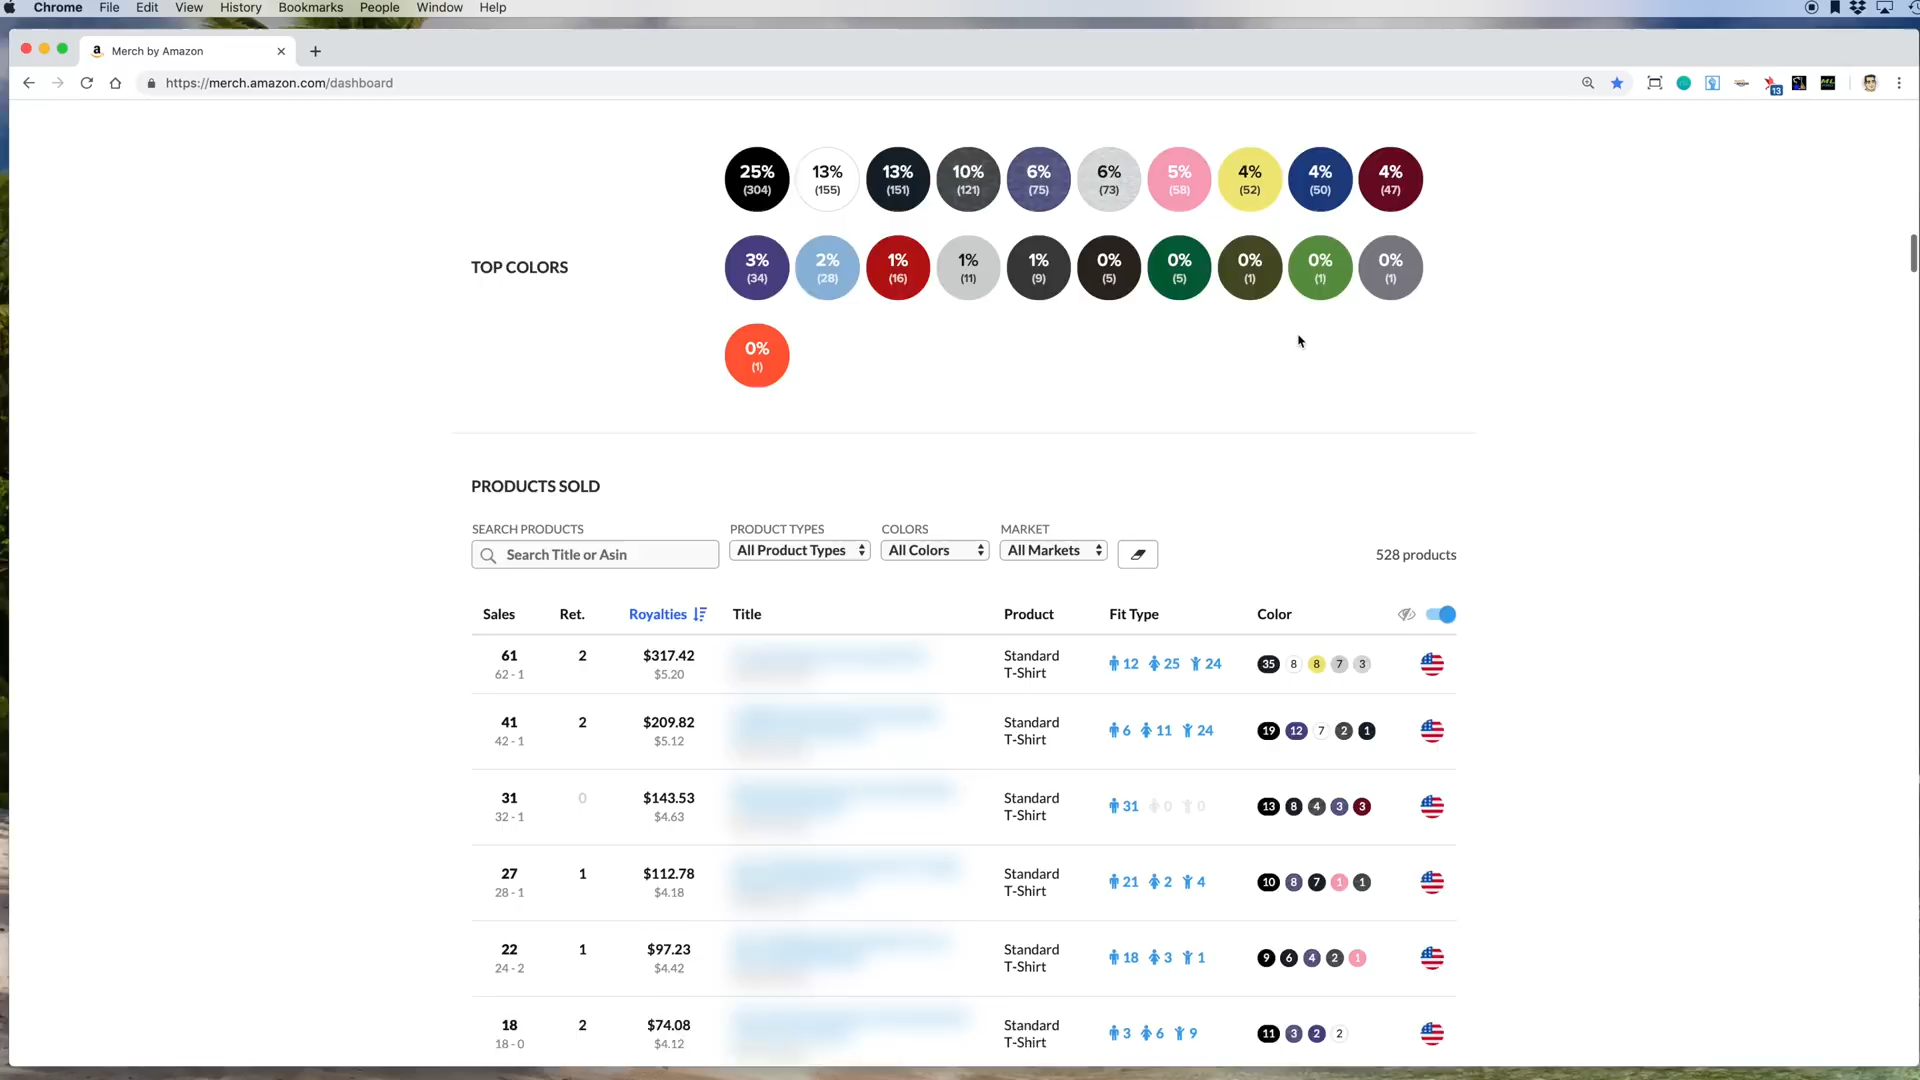 Chrome File Edit View History Bookmarks People Window Help
Merch by Amazon
https://merch.amazon.com/dashboard
13
25% 13% 13% 10% 6% 6% 5% 4% 4% 4%
(304) (155) (151) (121) (75) (73) (58) (52) (50) (47)
TOP COLORS
3% 2% 1% 1% 1% 0% 0% 0% 0% 0%
(34) (28) (16) (11) (9) (5) (5) (1) (1) (1)
0%
(1)
PRODUCTS SOLD
SEARCH PRODUCTS PRODUCT TYPES COLORS MARKET
Search Title or Asin All Product Types All Colors All Markets 528 products
Sales Ret. Royalties Title Product Fit Type Color
61 2 $317.42 Standard T-Shirt 12 25 24 35 8 8 7 3
62 - 1 $5.20
41 2 $209.82 Standard T-Shirt 6 11 24 19 12 7 2 1
42 - 1 $5.12
31 0 $143.53 Standard T-Shirt 31 0 0 13 8 4 3 3
32 - 1 $4.63
27 1 $112.78 Standard T-Shirt 21 2 4 10 8 7 1 1
28 - 1 $4.18
22 1 $97.23 Standard T-Shirt 18 3 1 9 6 4 2 1
24 - 2 $4.42
18 2 $74.08 Standard T-Shirt 3 6 9 11 3 2 2
18 - 0 $4.12